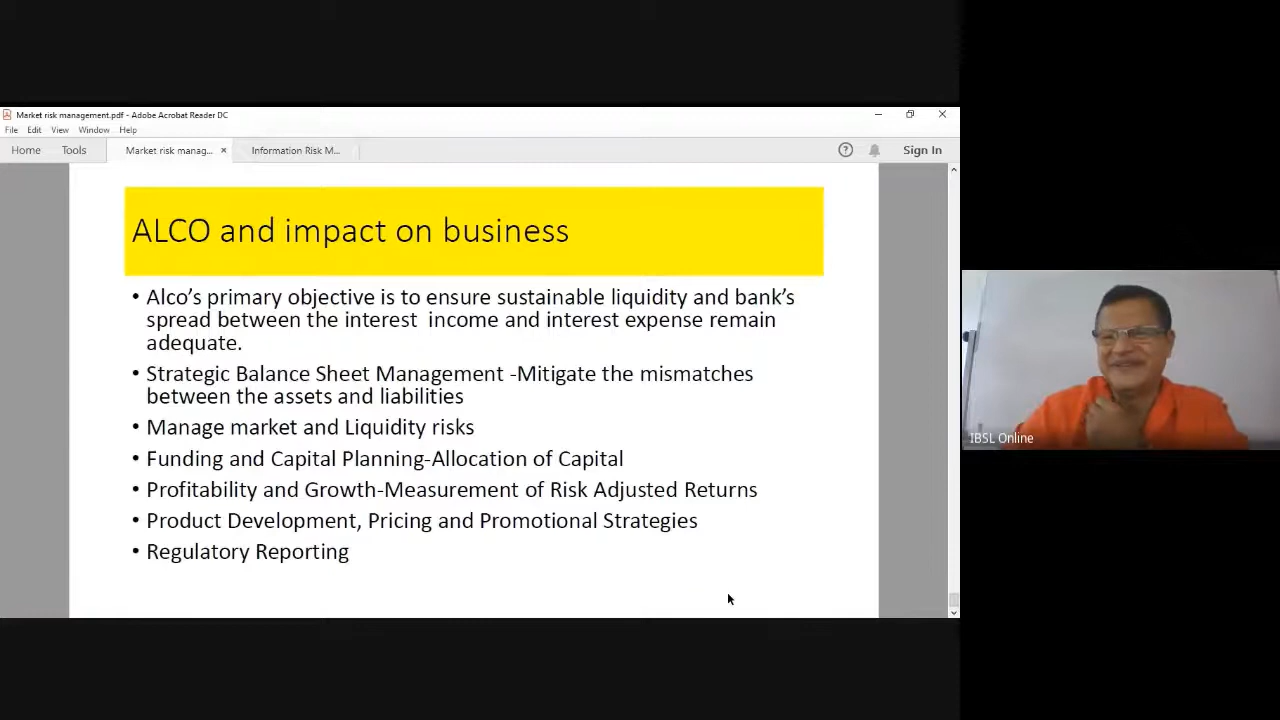 Market risk management.pdf - Adobe Acrobat Reader DC
File Edit View Window Help
Home Tools Market risk manag... × Information Risk M... Sign In
ALCO and impact on business
• Alco’s primary objective is to ensure sustainable liquidity and bank’s
spread between the interest income and interest expense remain
adequate.
• Strategic Balance Sheet Management -Mitigate the mismatches
between the assets and liabilities
• Manage market and Liquidity risks
• Funding and Capital Planning-Allocation of Capital
• Profitability and Growth-Measurement of Risk Adjusted Returns
• Product Development, Pricing and Promotional Strategies
• Regulatory Reporting
IBSL Online